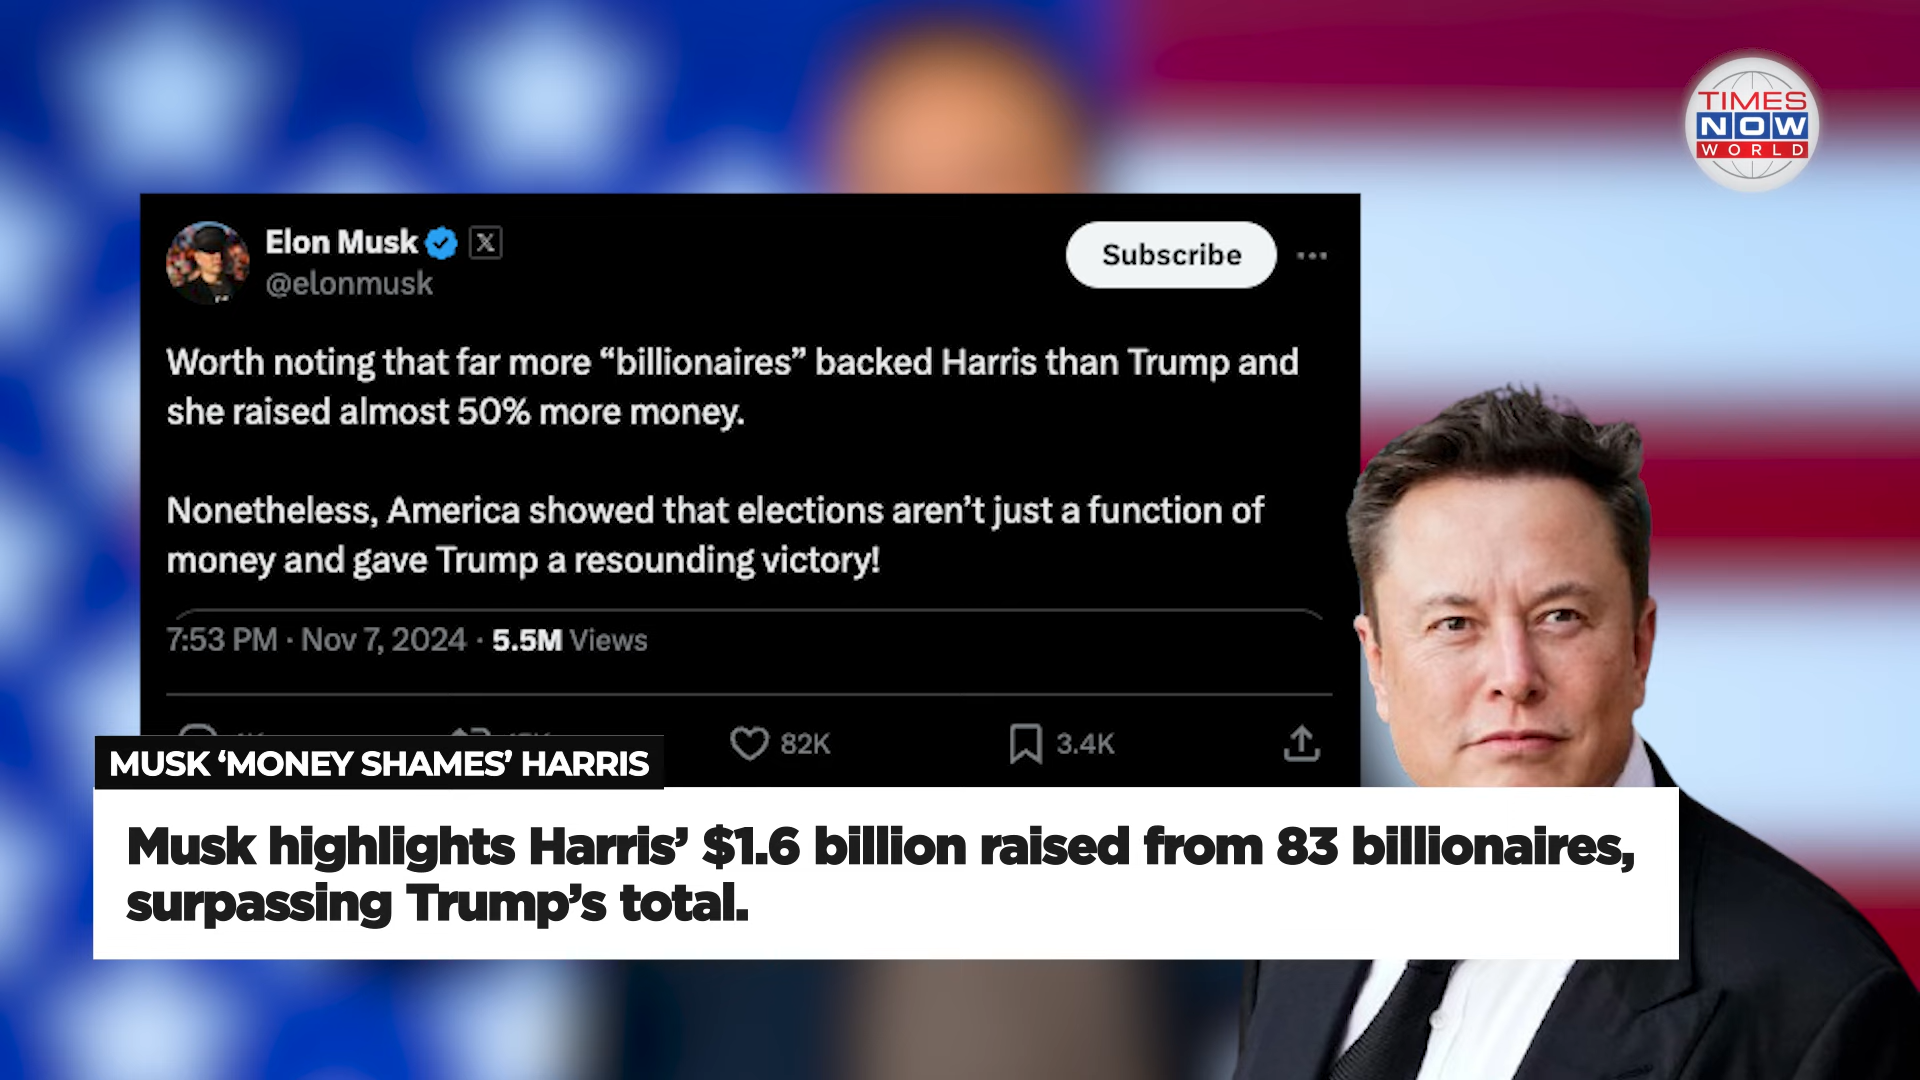 TIMES
NOW
WORLD
Elon Musk
@elonmusk
Subscribe
Worth noting that far more “billionaires” backed Harris than Trump and
she raised almost 50% more money.
Nonetheless, America showed that elections aren’t just a function of
money and gave Trump a resounding victory!
7:53 PM · Nov 7, 2024 · 5.5M Views
82K 3.4K
MUSK ‘MONEY SHAMES’ HARRIS
Musk highlights Harris’ $1.6 billion raised from 83 billionaires,
surpassing Trump’s total.